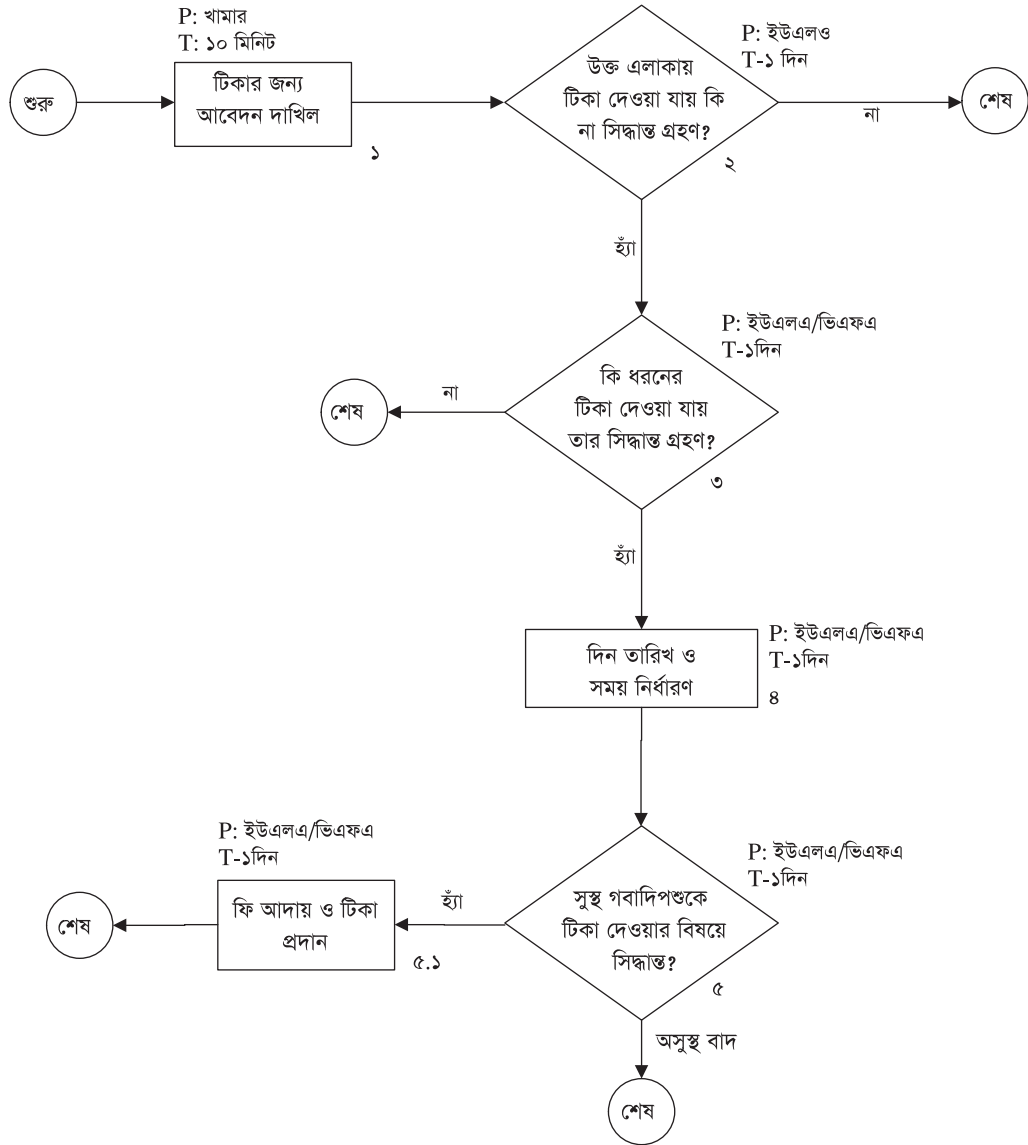 P: খামার
T: ১০ মিনিট
শুরু
টিকার জন্য
আবেদন দাখিল
১
P: ইউএলও
T-১ দিন
উক্ত এলাকায়
টিকা দেওয়া যায় কি
না সিদ্ধান্ত গ্রহণ?
২
না
শেষ
হ্যাঁ
P: ইউএলএ/ভিএফএ
T-১দিন
কি ধরনের
টিকা দেওয়া যায়
তার সিদ্ধান্ত গ্রহণ?
৩
না
শেষ
হ্যাঁ
দিন তারিখ ও
সময় নির্ধারণ
P: ইউএলএ/ভিএফএ
T-১দিন
৪
P: ইউএলএ/ভিএফএ
T-১দিন
সুস্থ গবাদিপশুকে
টিকা দেওয়ার বিষয়ে
সিদ্ধান্ত?
৫
হ্যাঁ
P: ইউএলএ/ভিএফএ
T-১দিন
ফি আদায় ও টিকা
প্রদান
৫.১
শেষ
অসুস্থ বাদ
শেষ